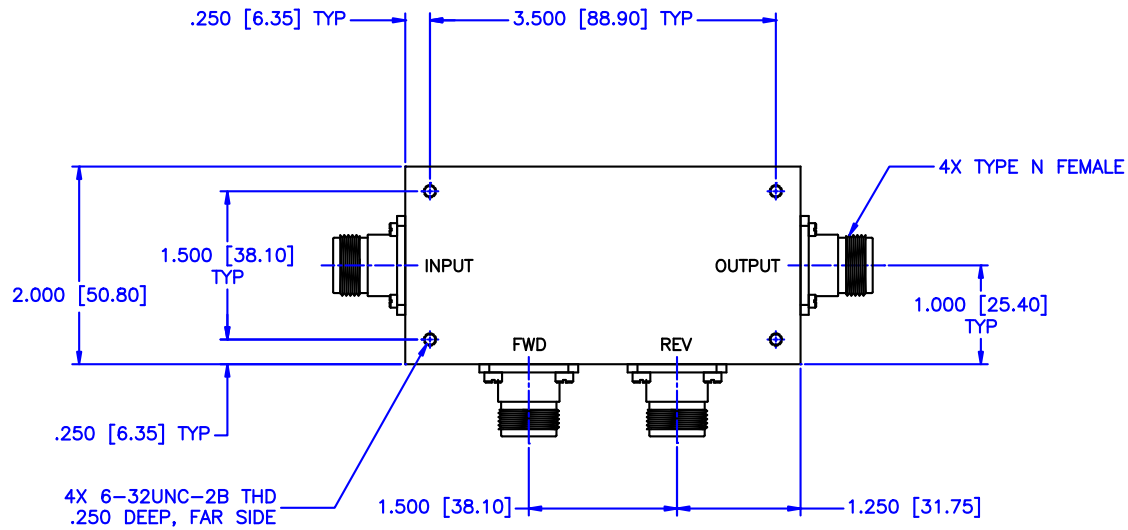 .250 [6.35] TYP
3.500 [88.90] TYP
4X TYPE N FEMALE
1.500 [38.10]
TYP
INPUT
OUTPUT
2.000 [50.80]
1.000 [25.40]
TYP
FWD
REV
.250 [6.35] TYP
4X 6-32UNC-2B THD
.250 DEEP, FAR SIDE
1.500 [38.10]
1.250 [31.75]